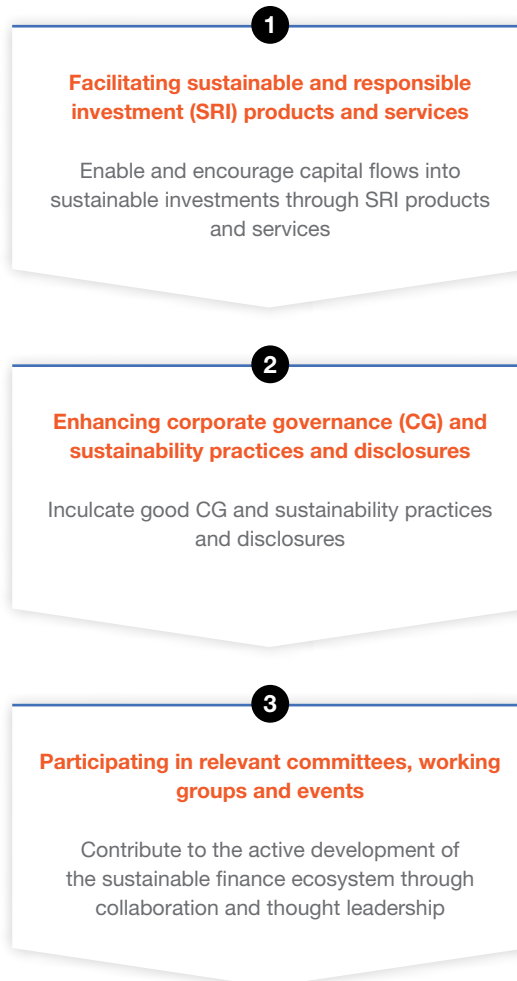 1
Facilitating sustainable and responsible
investment (SRI) products and services
Enable and encourage capital flows into
sustainable investments through SRI products
and services
2
Enhancing corporate governance (CG) and
sustainability practices and disclosures
Inculcate good CG and sustainability practices
and disclosures
3
Participating in relevant committees, working
groups and events
Contribute to the active development of
the sustainable finance ecosystem through
collaboration and thought leadership